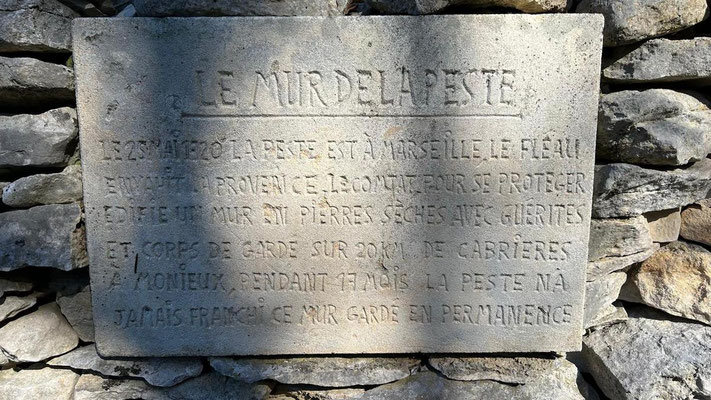 LE MUR DE LA PESTE
LE 25 MAI 1720 LA PESTE EST À MARSEILLE, LE FLÉAU
ENVAHIT LA PROVENCE. LE COMTAT, POUR SE PROTÉGER
ÉDIFIE UN MUR EN PIERRES SÈCHES AVEC GUÉRITES
ET CORPS DE GARDE SUR 20 KM DE CABRIÈRES
À MONIEUX, PENDANT 17 MOIS LA PESTE N'A
JAMAIS FRANCHI CE MUR GARDÉ EN PERMANENCE